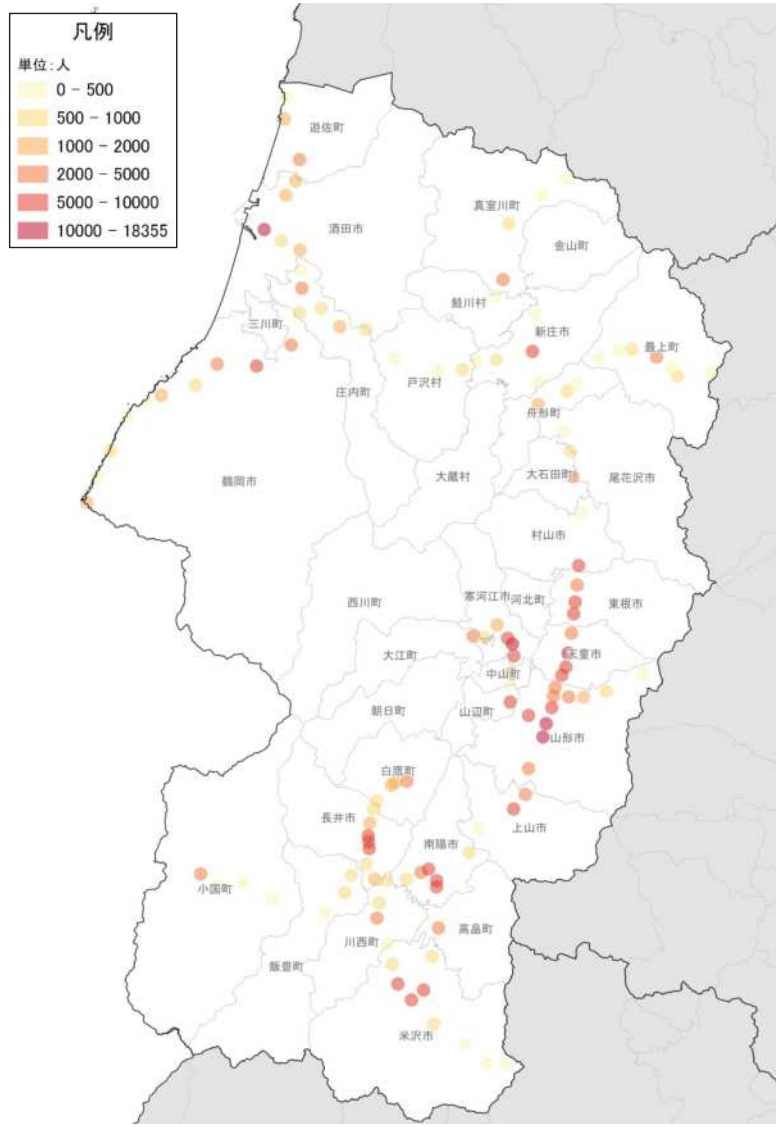 凡例
単位:人
0 - 500
500 - 1000
1000 - 2000
2000 - 5000
5000 - 10000
10000 - 18355
遊佐町
真室川町
酒田市
金山町
鮭川村
三川町
新庄市
最上町
戸沢村
庄内町
舟形町
大蔵村
大石田町
尾花沢市
鶴岡市
村山市
寒河江市
河北町
東根市
西川町
大江町
天童市
中山町
朝日町
山辺町
山形市
白鷹町
長井市
上山市
南陽市
小国町
高畠町
川西町
飯豊町
米沢市